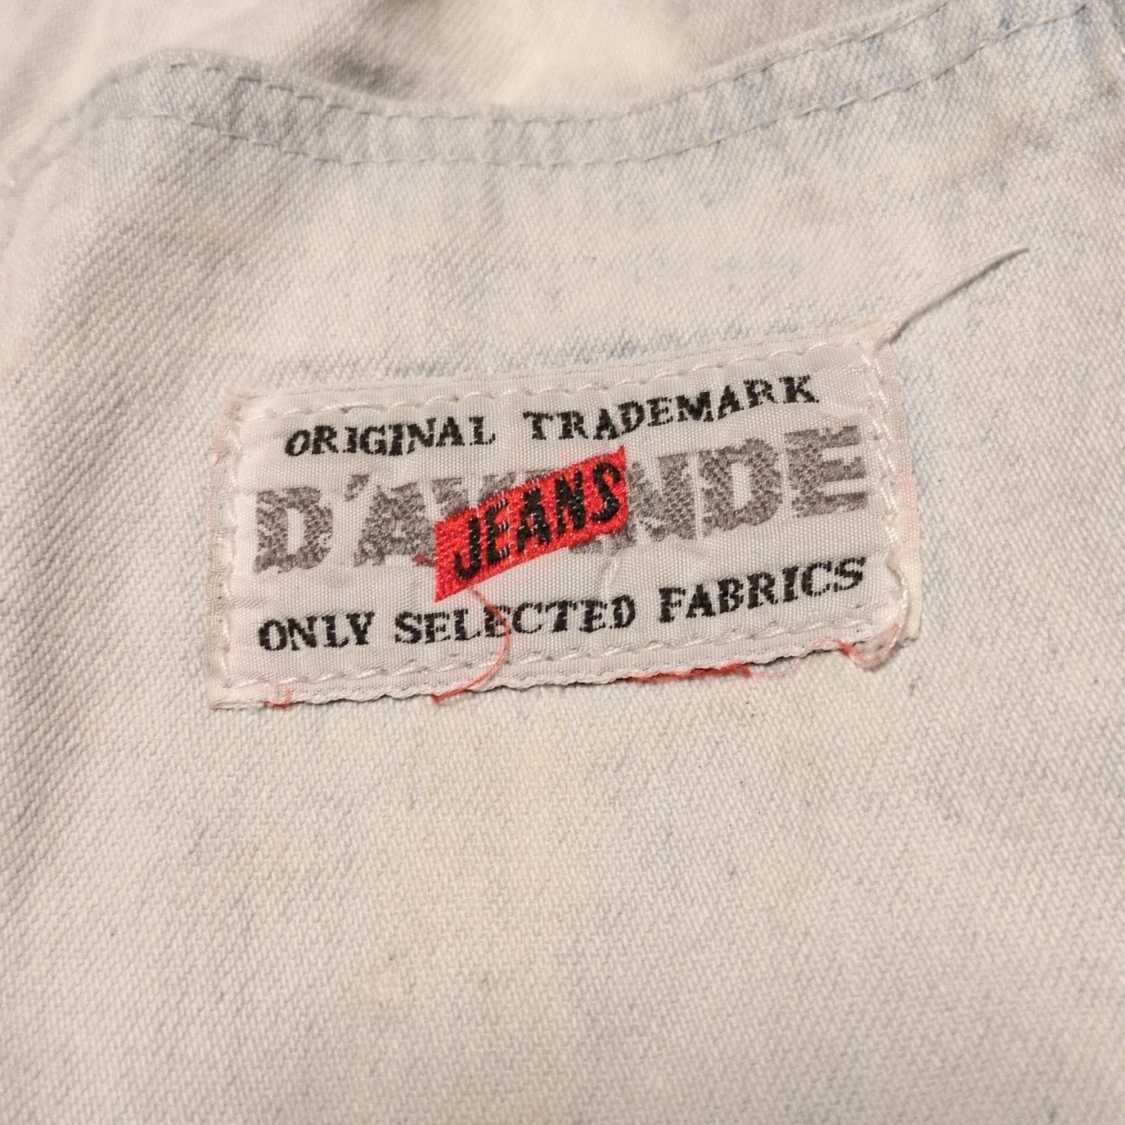 ORIGINAL TRADEMARK
JEANS
ONLY SELECTED FABRICS